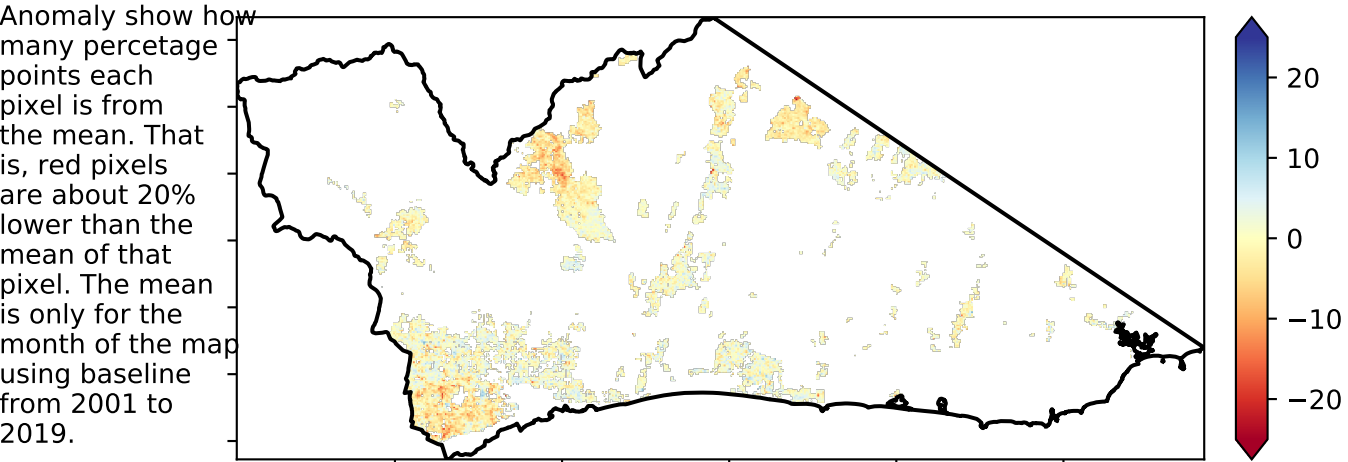 Anomaly show how
many percetage
points each
pixel is from
the mean. That
is, red pixels
are about 20%
lower than the
mean of that
pixel. The mean
is only for the
month of the map
using baseline
from 2001 to
2019.
20
10
0
−10
−20